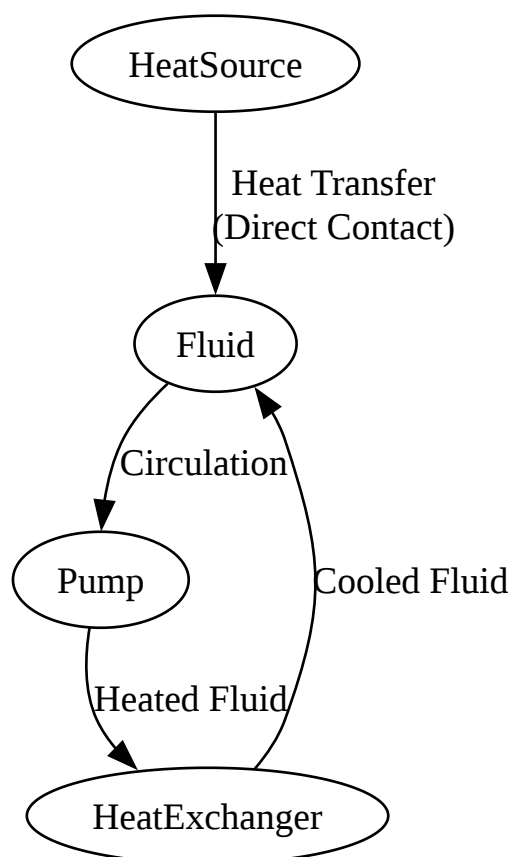 HeatSource
Heat Transfer
(Direct Contact)
Fluid
Circulation
Pump
Cooled Fluid
Heated Fluid
HeatExchanger